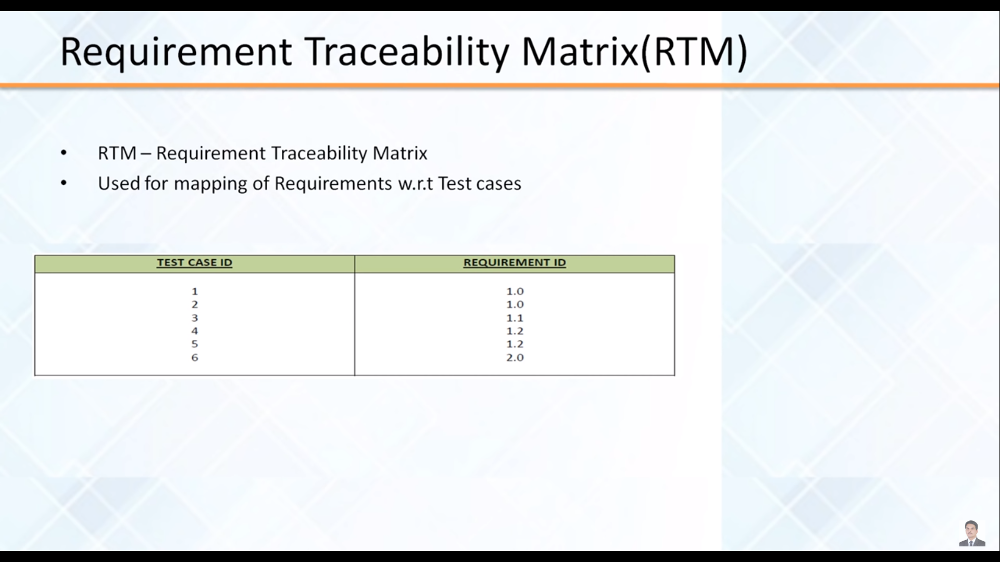 Requirement Traceability Matrix(RTM)
• RTM – Requirement Traceability Matrix
• Used for mapping of Requirements w.r.t Test cases
TEST CASE ID REQUIREMENT ID
1 1.0
2 1.0
3 1.1
4 1.2
5 1.2
6 2.0